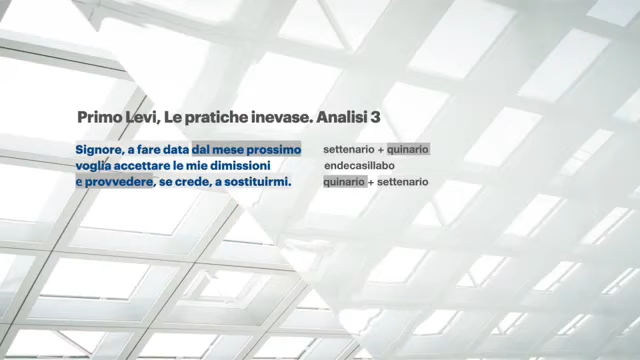 Primo Levi, Le pratiche inevase. Analisi 3
Signore, a fare data dal mese prossimo settenario + quinario
voglia accettare le mie dimissioni endecasillabo
e provvedere, se crede, a sostituirmi. quinario + settenario